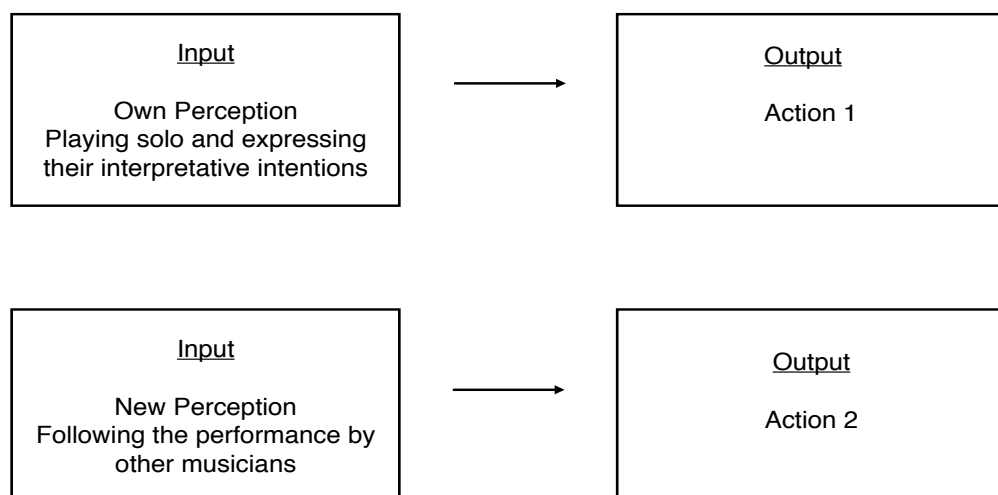 Input
Own Perception
Playing solo and expressing
their interpretative intentions
Output
Action 1
Input
New Perception
Following the performance by
other musicians
Output
Action 2